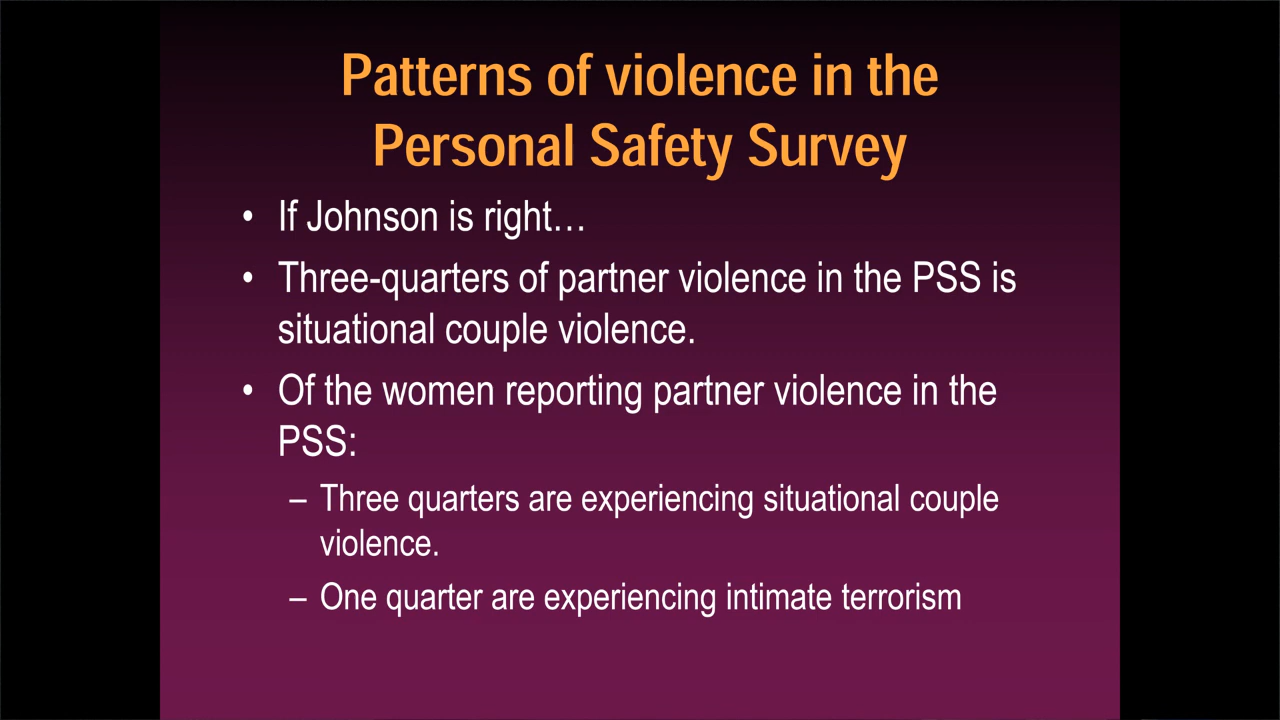 Patterns of violence in the
Personal Safety Survey
• If Johnson is right…
• Three-quarters of partner violence in the PSS is
situational couple violence.
• Of the women reporting partner violence in the
PSS:
– Three quarters are experiencing situational couple
violence.
– One quarter are experiencing intimate terrorism